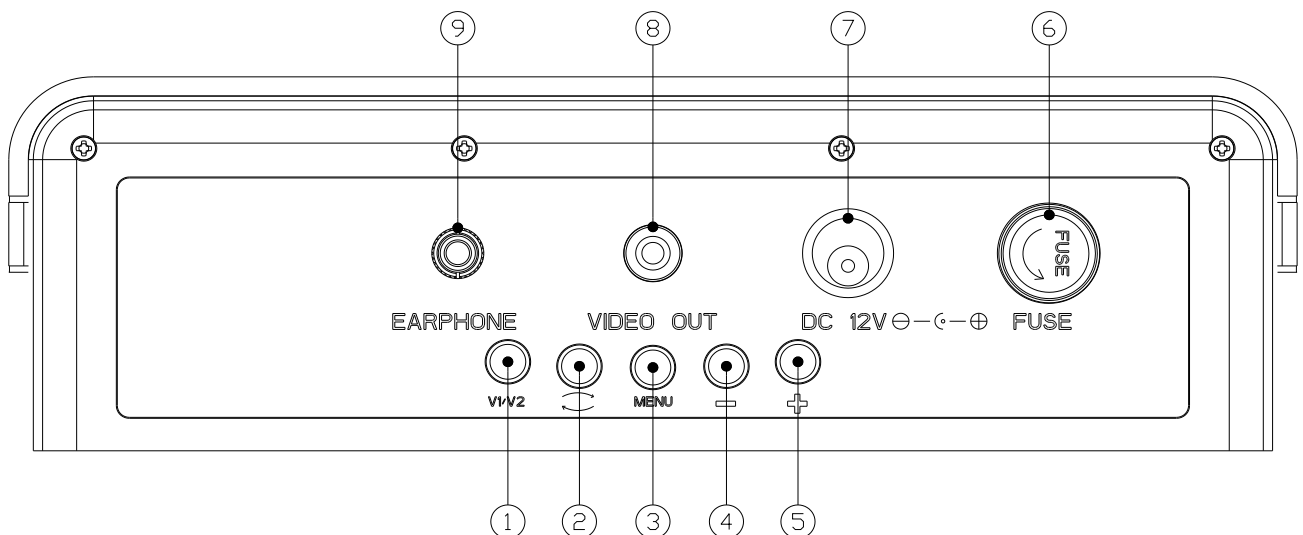 9 8 7 6
FUSE
EARPHONE VIDEO OUT DC 12V FUSE
V1/V2 MENU - +
1 2 3 4 5